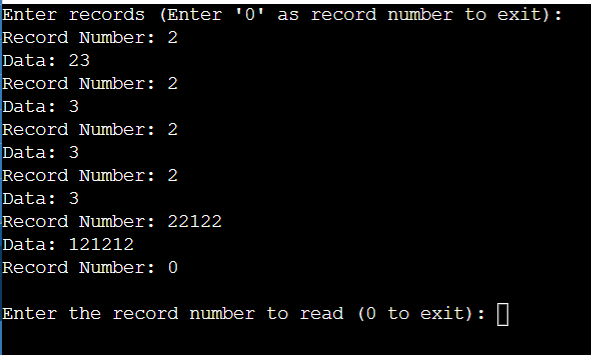 Enter records (Enter '0' as record number to exit):
Record Number: 2
Data: 23
Record Number: 2
Data: 3
Record Number: 2
Data: 3
Record Number: 2
Data: 3
Record Number: 22122
Data: 121212
Record Number: 0
Enter the record number to read (0 to exit):